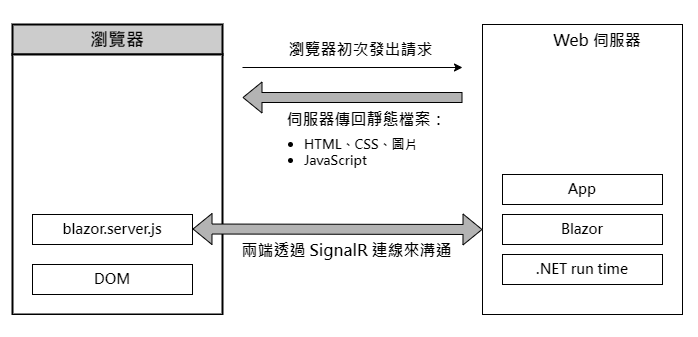 瀏覽器
瀏覽器初次發出請求
Web 伺服器
伺服器傳回靜態檔案：
• HTML、CSS、圖片
• JavaScript
App
blazor.server.js
Blazor
兩端透過 SignalR 連線來溝通
DOM
.NET run time